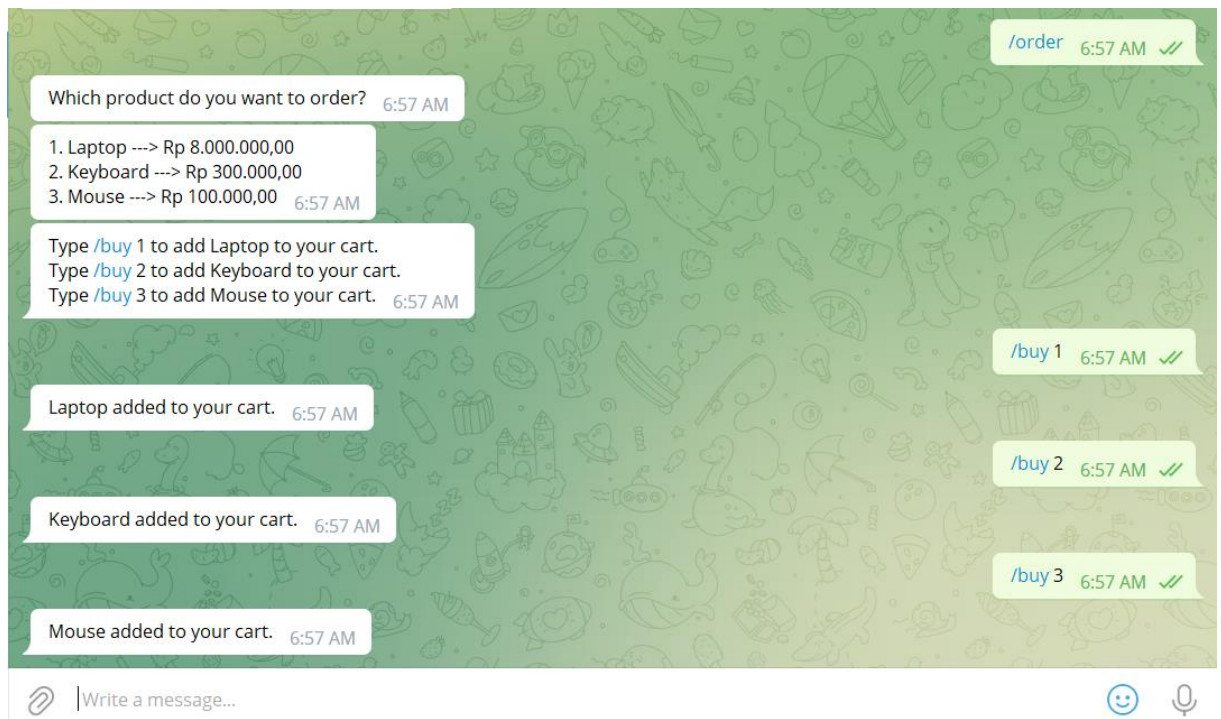 /order 6:57 AM
Which product do you want to order? 6:57 AM
1. Laptop ---> Rp 8.000.000,00
2. Keyboard ---> Rp 300.000,00
3. Mouse ---> Rp 100.000,00 6:57 AM
Type /buy 1 to add Laptop to your cart.
Type /buy 2 to add Keyboard to your cart.
Type /buy 3 to add Mouse to your cart. 6:57 AM
/buy 1 6:57 AM
Laptop added to your cart. 6:57 AM
/buy 2 6:57 AM
Keyboard added to your cart. 6:57 AM
/buy 3 6:57 AM
Mouse added to your cart. 6:57 AM
Write a message...